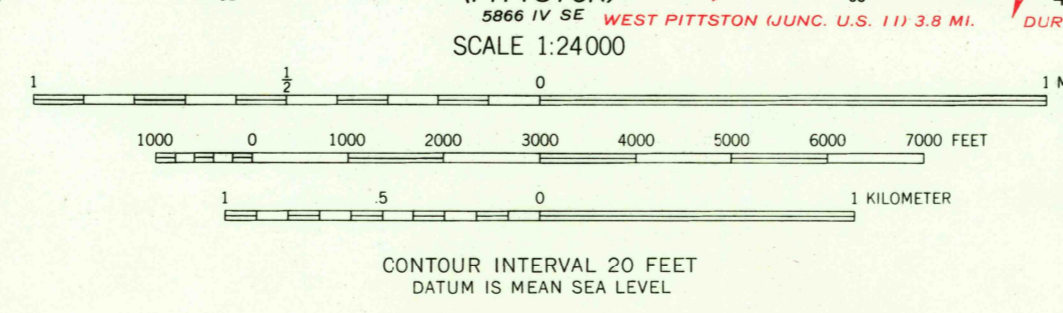 5866 IV SE WEST PITTSTON (JUNC. U.S. 11) 3.8 MI.
SCALE 1:24000
1 ½ 0 1
1000 0 1000 2000 3000 4000 5000 6000 7000 FEET
1 .5 0 1 KILOMETER
CONTOUR INTERVAL 20 FEET
DATUM IS MEAN SEA LEVEL